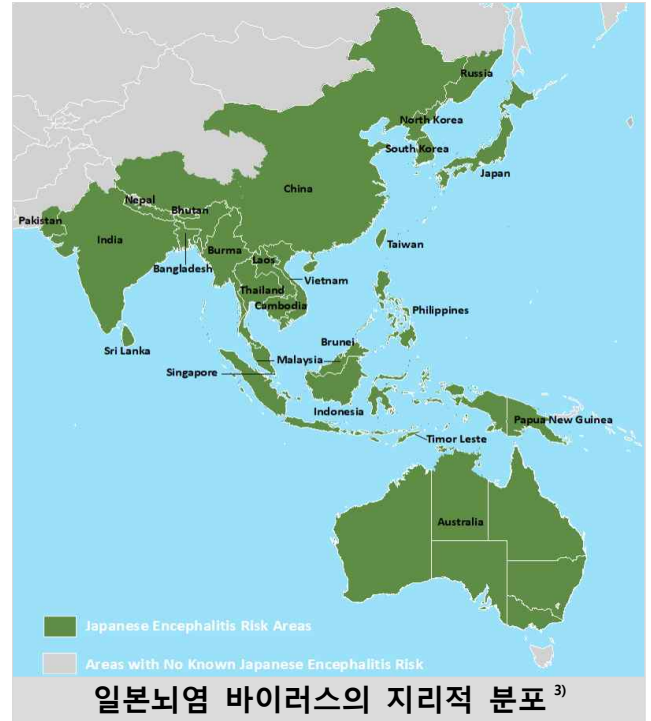 Russia
North Korea
South Korea
Japan
China
Nepal
Bhutan
Pakistan
India
Burma
Laos
Taiwan
Bangladesh
Vietnam
Thailand
Cambodia
Philippines
Sri Lanka
Brunei
Malaysia
Singapore
Indonesia
Papua New Guinea
Timor Leste
Australia
Japanese Encephalitis Risk Areas
Areas with No Known Japanese Encephalitis Risk
일본뇌염 바이러스의 지리적 분포 3)